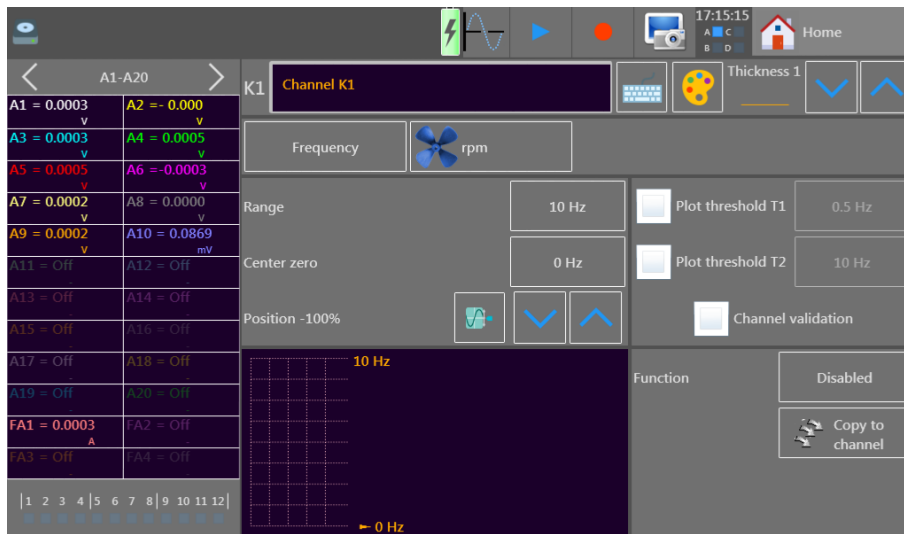 17:15:15
A C
B D
Home
A1-A20
A1 = 0.0003
V
A2 =- 0.000
V
A3 = 0.0003
V
A4 = 0.0005
V
A5 = 0.0005
V
A6 =-0.0003
V
A7 = 0.0002
V
A8 = 0.0000
V
A9 = 0.0002
V
A10 = 0.0869
mV
A11 = Off
A12 = Off
A13 = Off
A14 = Off
A15 = Off
A16 = Off
A17 = Off
A18 = Off
A19 = Off
A20 = Off
FA1 = 0.0003
A
FA2 = Off
FA3 = Off
FA4 = Off
|1 2 3 4|5 6 7 8|9 10 11 12|
K1
Channel K1
Thickness 1
Frequency
rpm
Range
10 Hz
Center zero
0 Hz
Position -100%
Plot threshold T1
0.5 Hz
Plot threshold T2
10 Hz
Channel validation
10 Hz
0 Hz
Function
Disabled
Copy to
channel